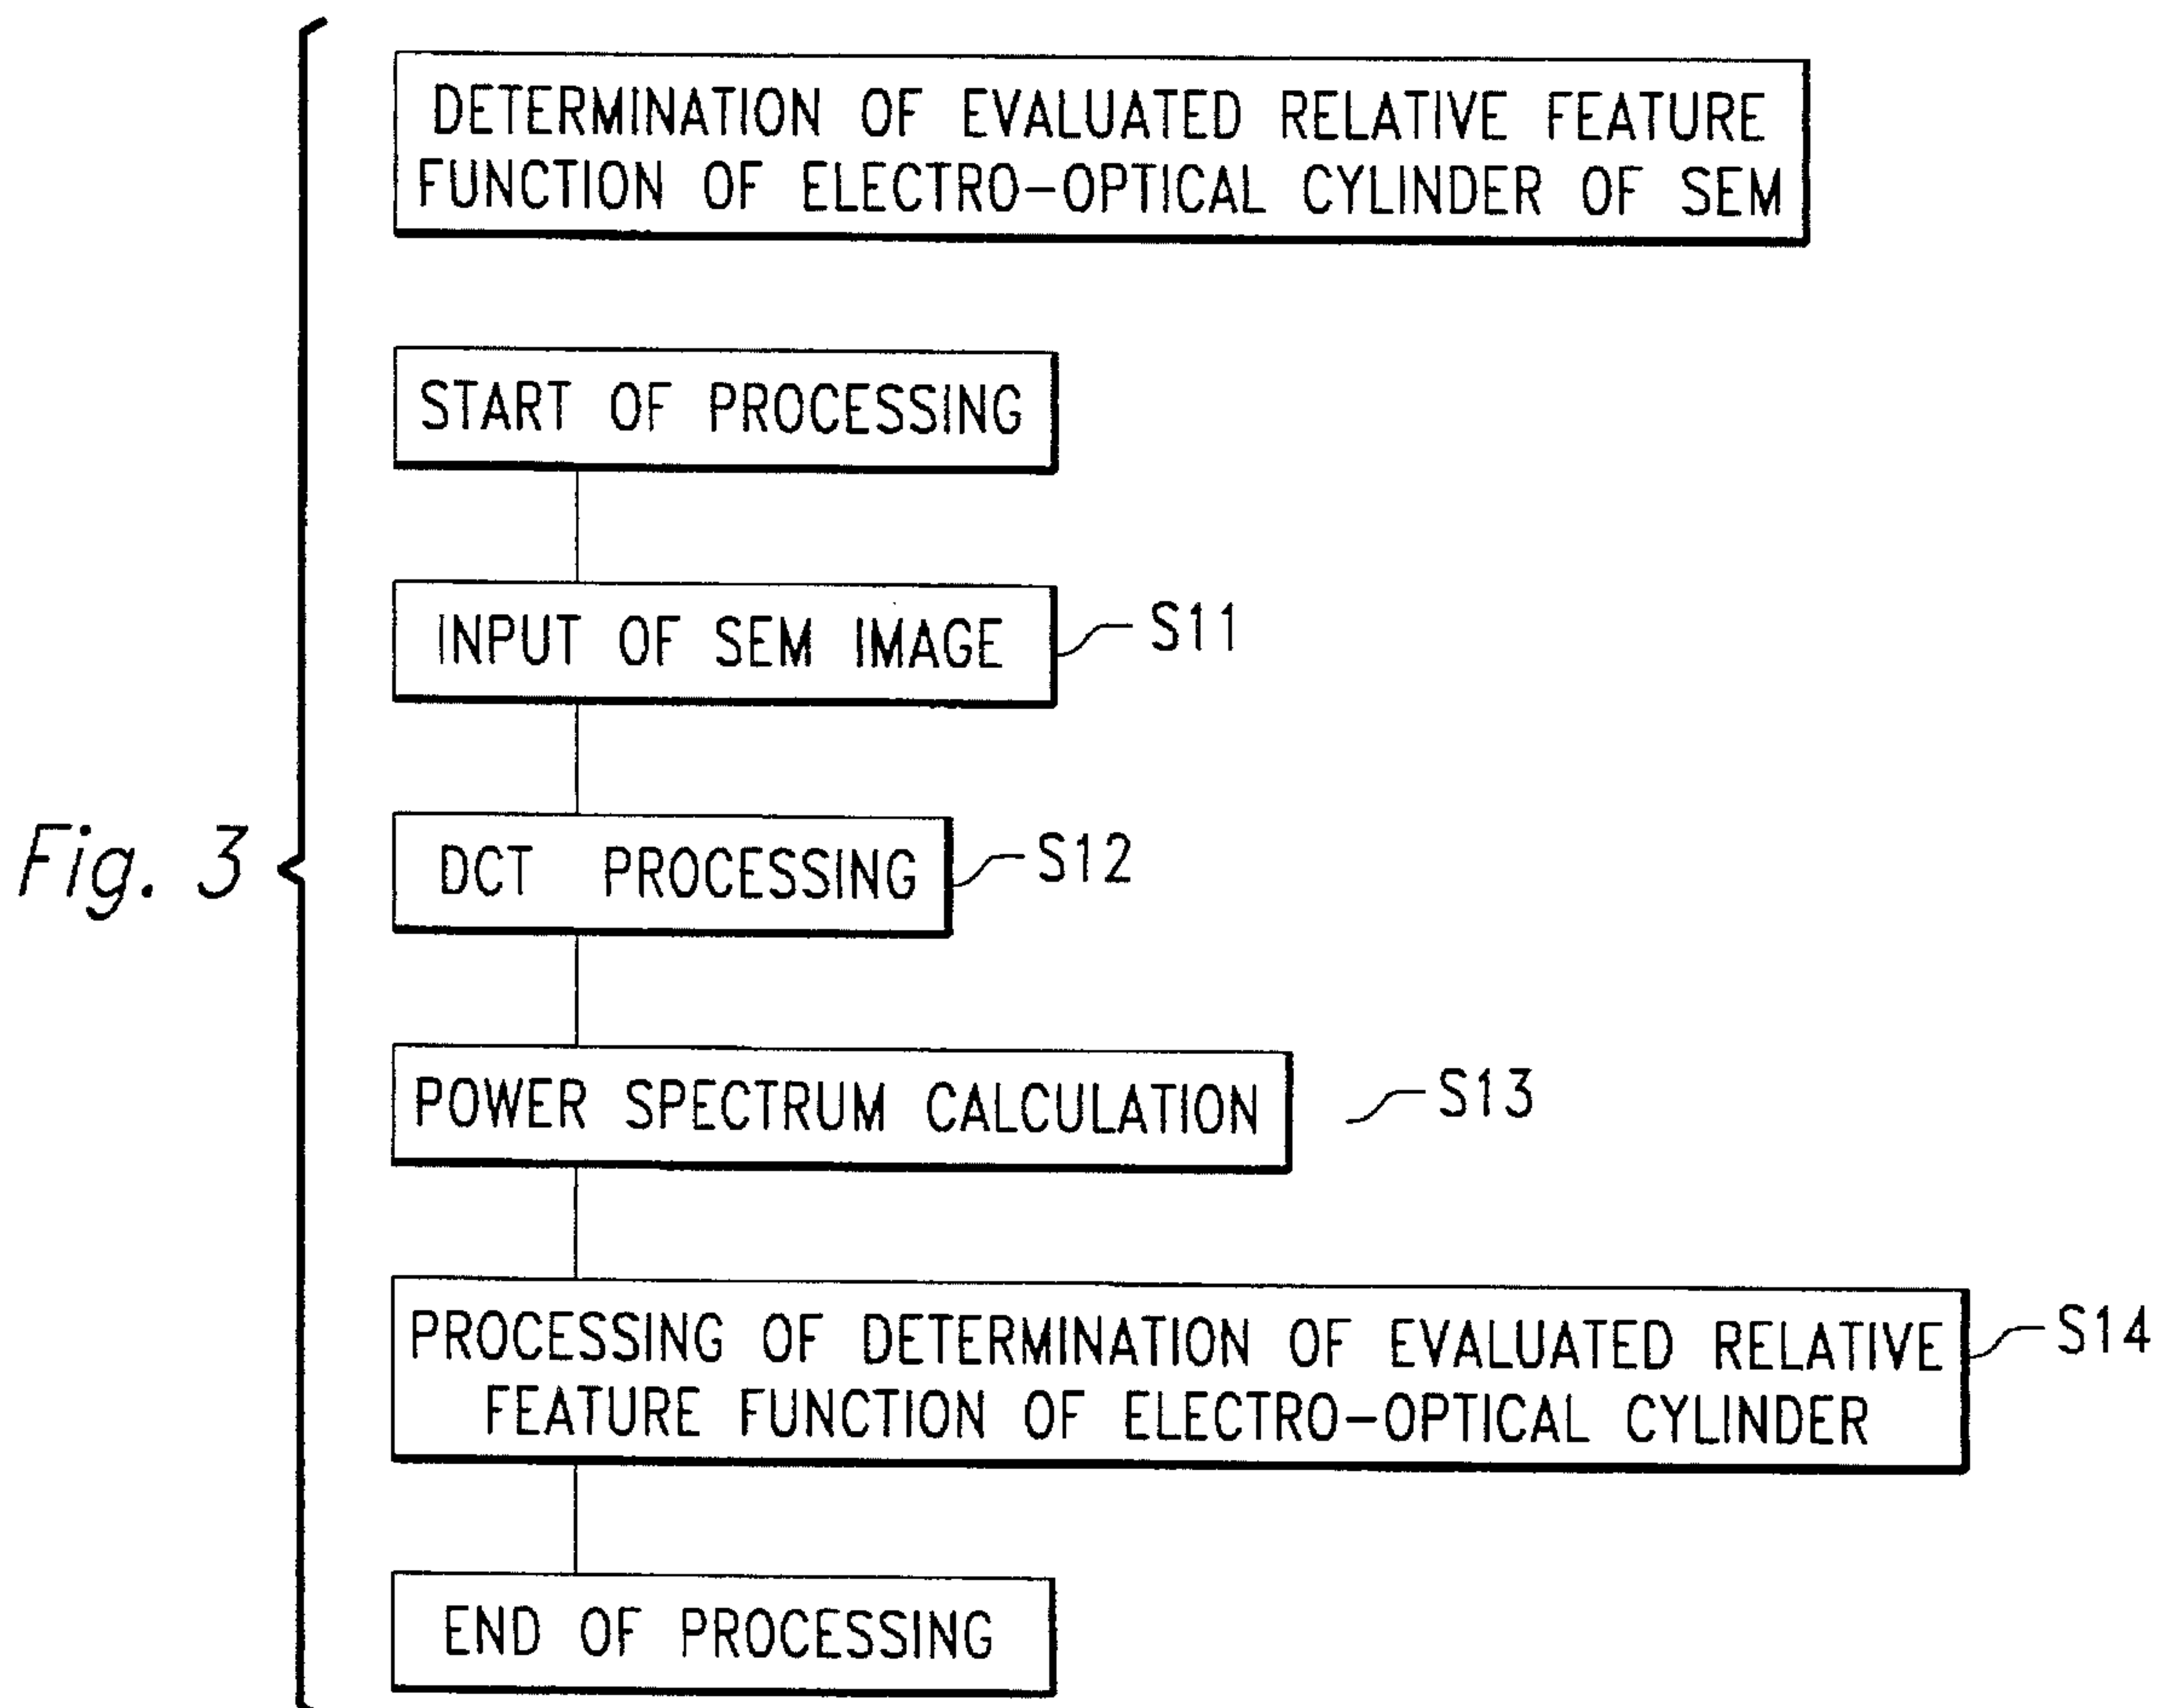 DETERMINATION OF EVALUATED RELATIVE FEATURE
FUNCTION OF ELECTRO-OPTICAL CYLINDER OF SEM
START OF PROCESSING
INPUT OF SEM IMAGE
S11
Fig. 3
DCT PROCESSING
S12
POWER SPECTRUM CALCULATION
S13
PROCESSING OF DETERMINATION OF EVALUATED RELATIVE
FEATURE FUNCTION OF ELECTRO-OPTICAL CYLINDER
S14
END OF PROCESSING